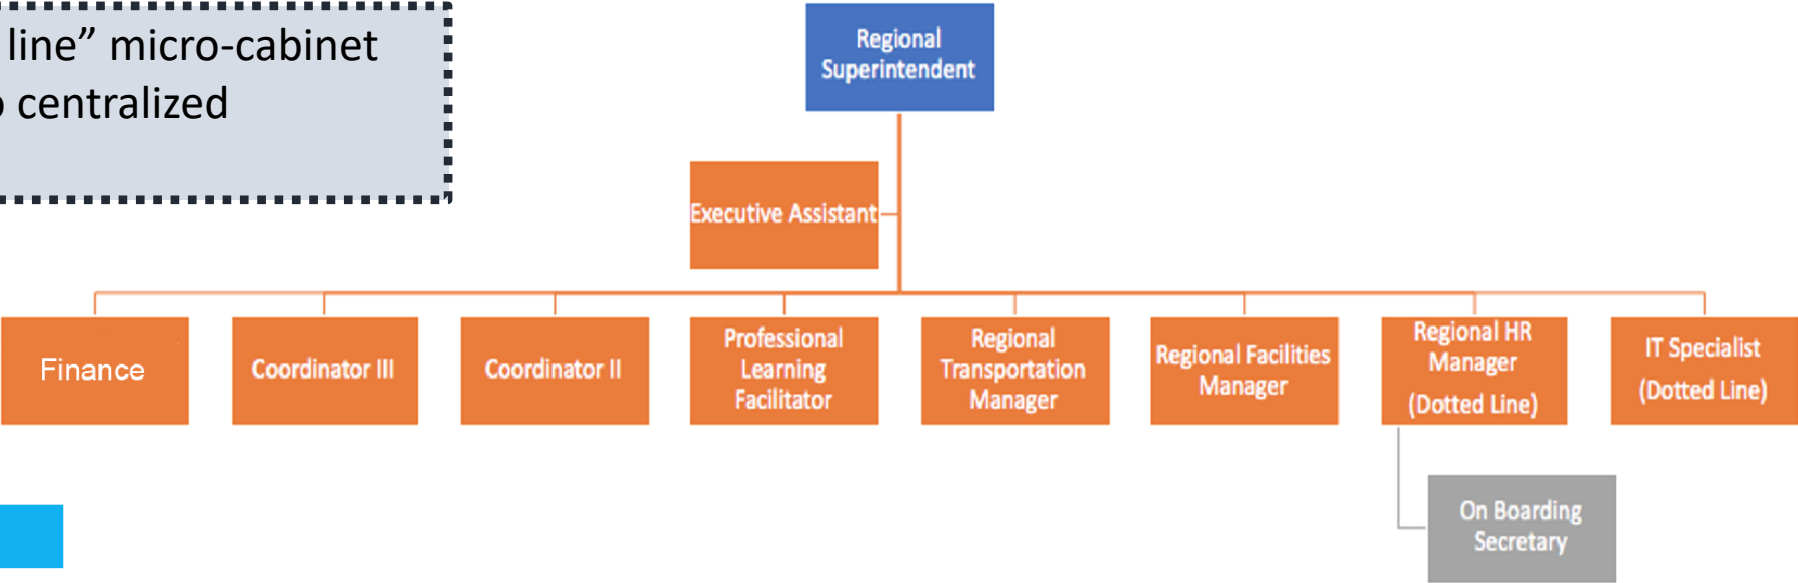 line” micro-cabinet
centralized
Regional
Superintendent
Executive Assistant
Finance
Coordinator III
Coordinator II
Professional
Learning
Facilitator
Regional
Transportation
Manager
Regional Facilities
Manager
Regional HR
Manager
(Dotted Line)
IT Specialist
(Dotted Line)
On Boarding
Secretary